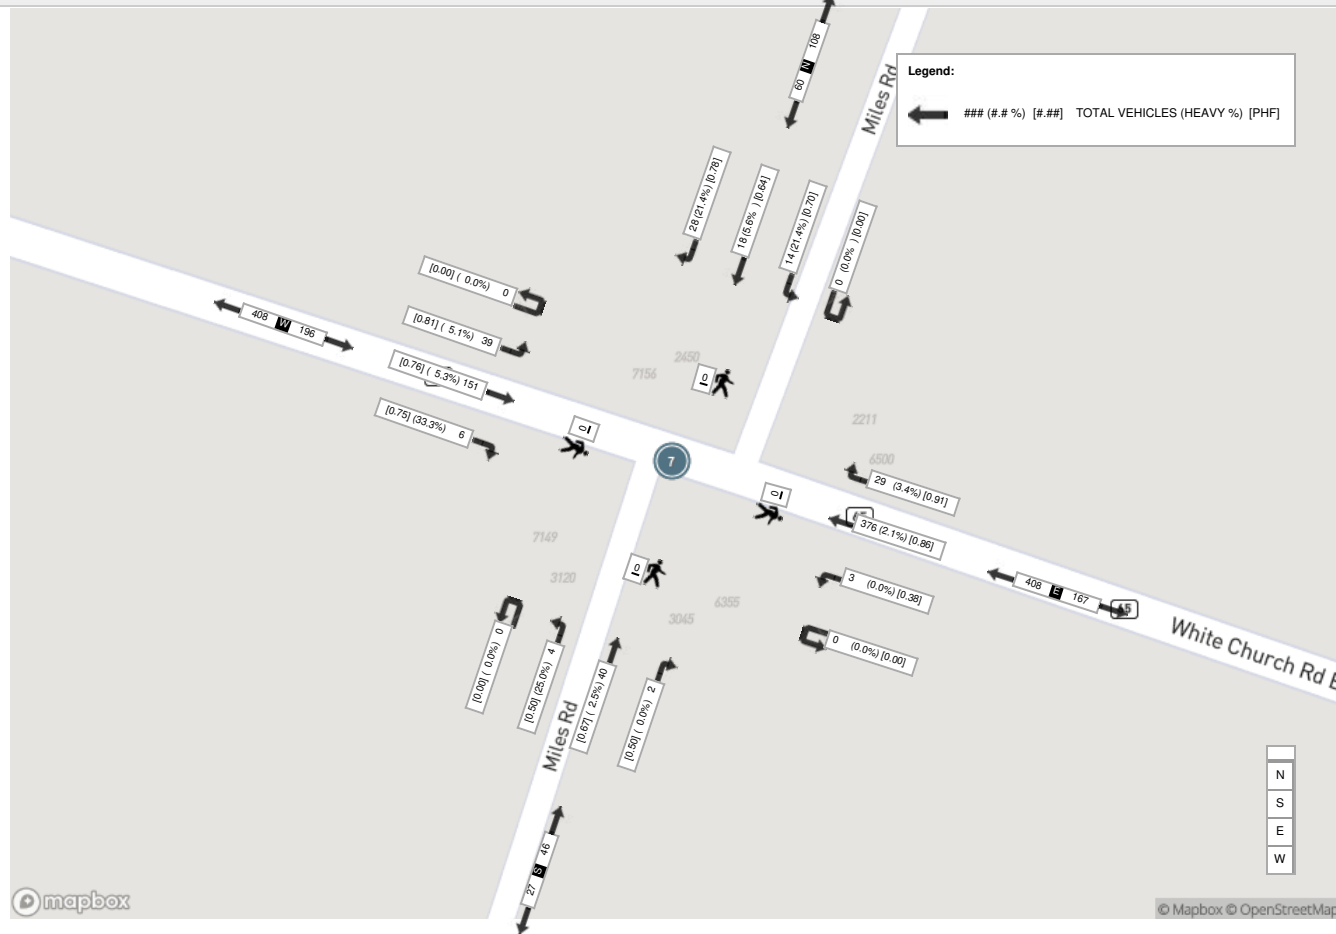 60 N 108
Miles Rd
Legend:
### (#.# %) [#.##] TOTAL VEHICLES (HEAVY %) [PHF]
28 (21.4%) [0.78]
18 (5.6% ) [0.64]
14 (21.4%) [0.70]
0 (0.0% ) [0.00]
[0.00] ( 0.0%) 0
[0.81] ( 5.1%) 39
[0.76] ( 5.3%) 151
[0.75] (33.3%) 6
408 W 196
2450
7156
0
0
7
2211
6500
0
29 (3.4%) [0.91]
376 (2.1%) [0.86]
3 (0.0%) [0.38]
0 (0.0%) [0.00]
408 E 167
White Church Rd E
7149
3120
0
6355
3045
[0.00] ( 0.0%) 0
[0.50] (25.0%) 4
[0.67] ( 2.5%) 40
[0.50] ( 0.0%) 2
Miles Rd
27 S 46
N
S
E
W
mapbox
© Mapbox © OpenStreetMap